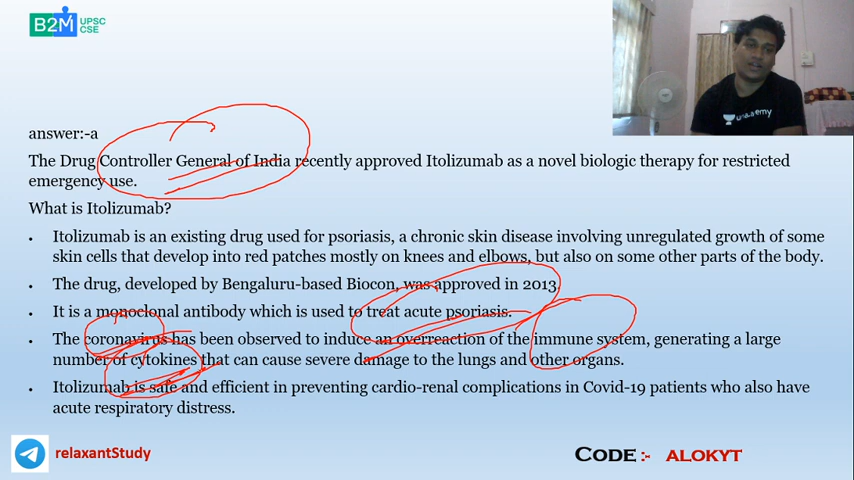 B2M UPSC
CSE
una..emy
answer:-a
The Drug Controller General of India recently approved Itolizumab as a novel biologic therapy for restricted
emergency use.
What is Itolizumab?
• Itolizumab is an existing drug used for psoriasis, a chronic skin disease involving unregulated growth of some
skin cells that develop into red patches mostly on knees and elbows, but also on some other parts of the body.
• The drug, developed by Bengaluru-based Biocon, was approved in 2013
• It is a monoclonal antibody which is used to treat acute psoriasis.
• The coronavirus has been observed to induce an overreaction of the immune system, generating a large
number of cytokines that can cause severe damage to the lungs and other organs.
• Itolizumab is safe and efficient in preventing cardio-renal complications in Covid-19 patients who also have
acute respiratory distress.
relaxantStudy
CODE :- ALOKYT